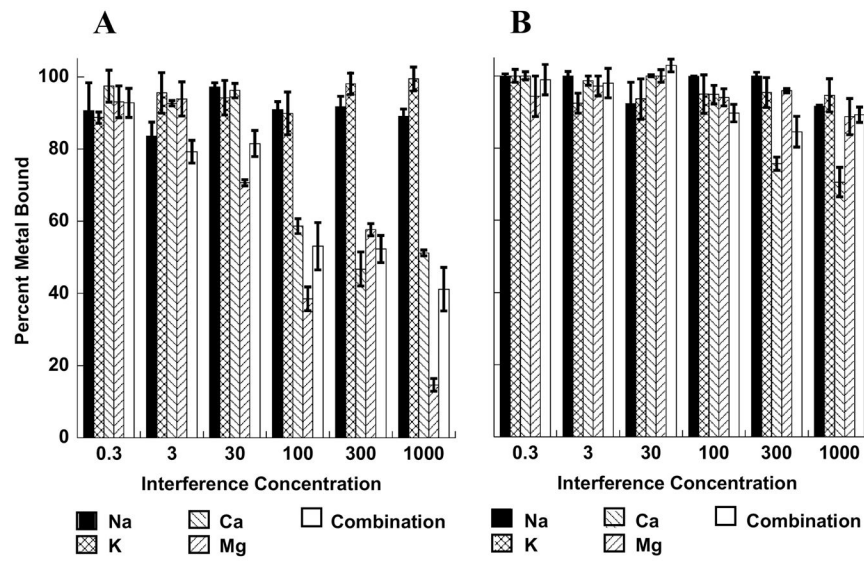 A B
Percent Metal Bound
100
80
60
40
20
0
0.3 3 30 100 300 1000 0.3 3 30 100 300 1000
Interference Concentration Interference Concentration
Na Ca Combination Na Ca Combination
K Mg K Mg